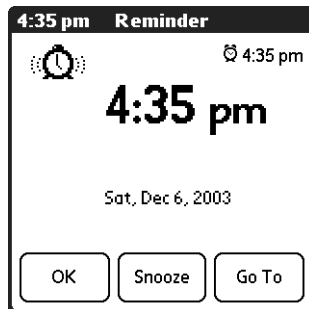 4:35 pm Reminder
4:35 pm
4:35 pm
Sat, Dec 6, 2003
OK Snooze Go To